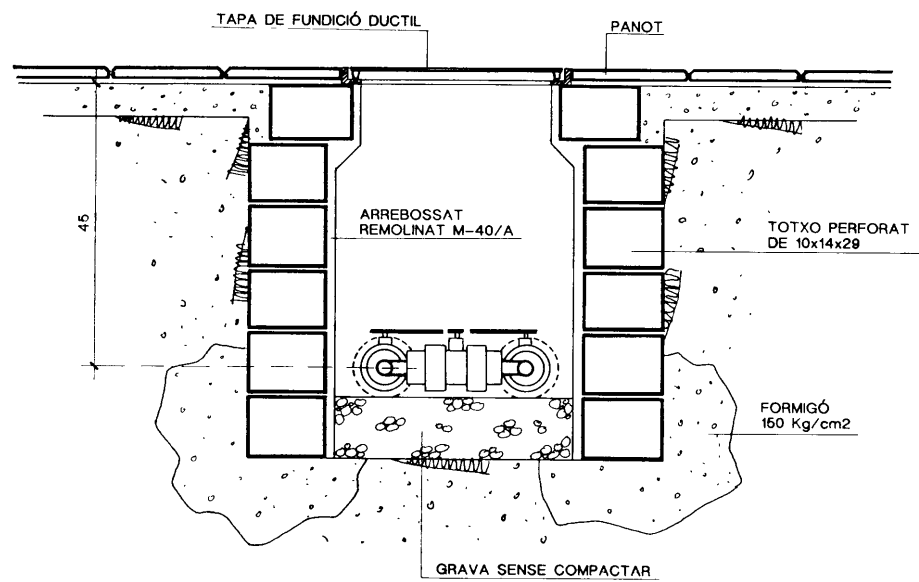 TAPA DE FUNDICIÓ DUCTIL
PANOT
45
ARREBOSSAT
REMOLINAT M-40/A
TOTXO PERFORAT
DE 10x14x29
FORMIGÓ
150 Kg/cm2
GRAVA SENSE COMPACTAR